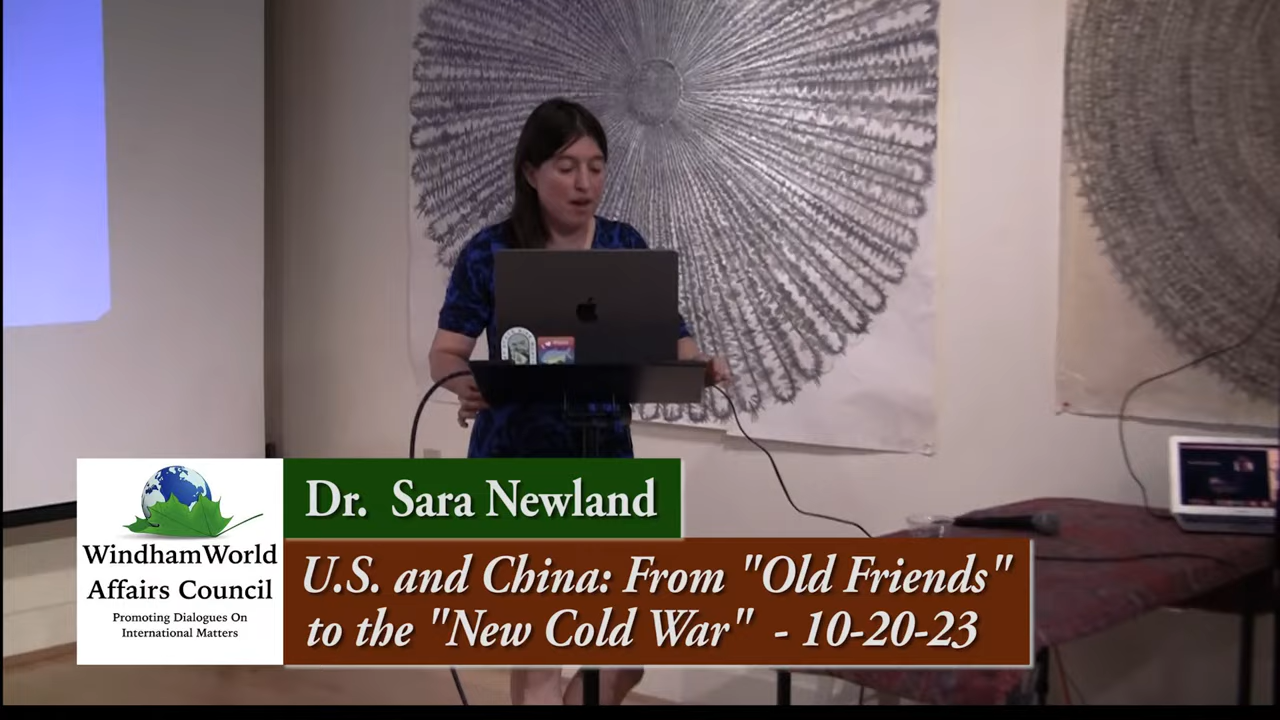 Dr. Sara Newland
WindhamWorld
Affairs Council
Promoting Dialogues On
International Matters
U.S. and China: From "Old Friends"
to the "New Cold War" - 10-20-23